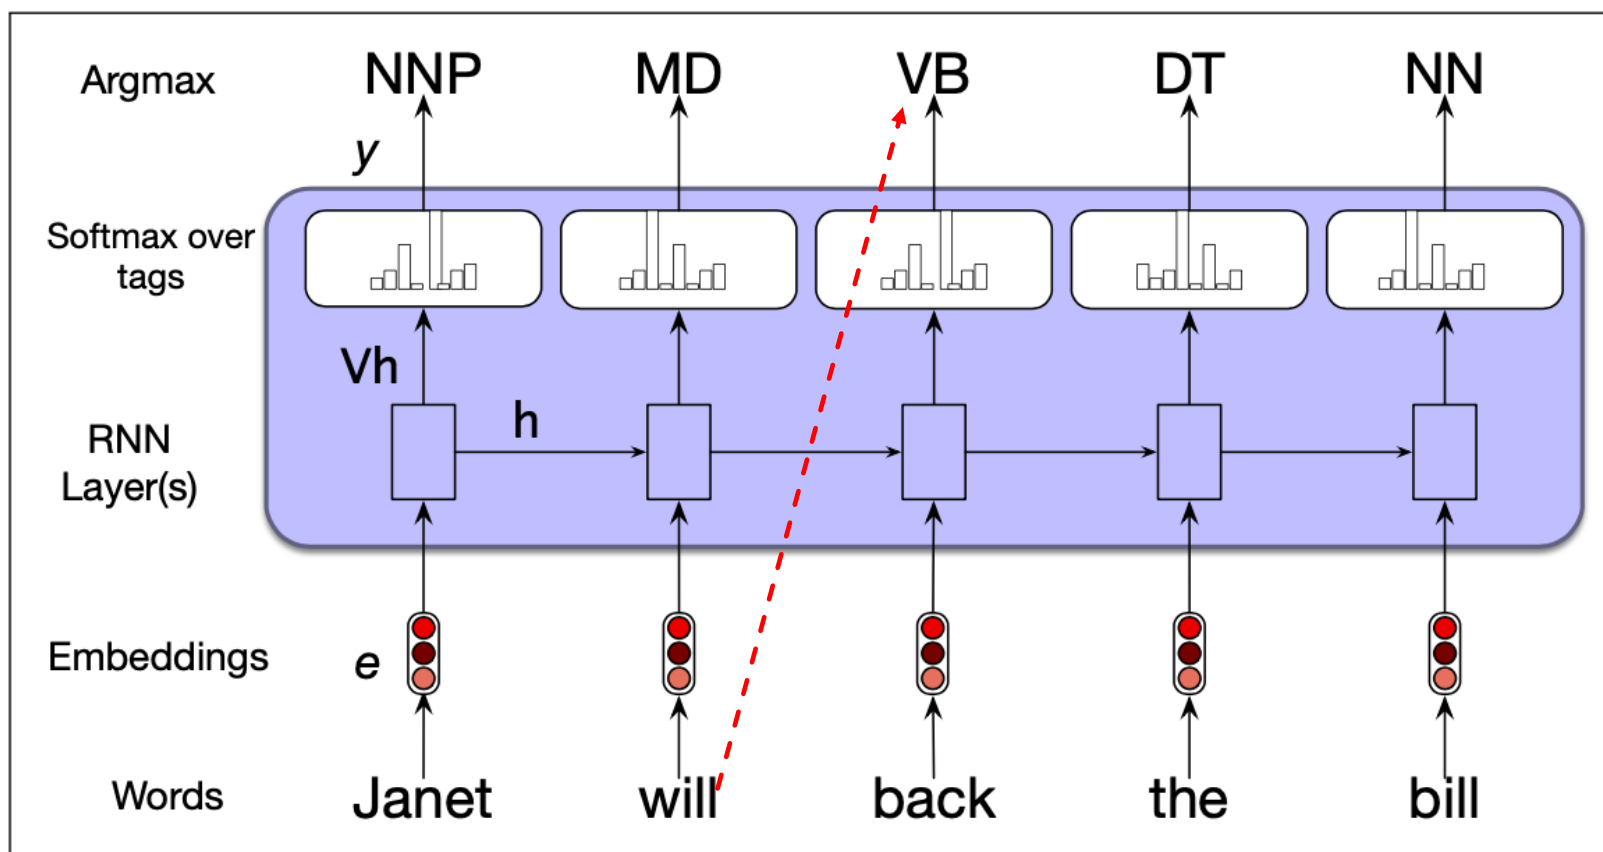 Argmax NNP MD VB DT NN
y
Softmax over
tags
Vh
RNN
Layer(s)
h
Embeddings e
Words Janet will back the bill